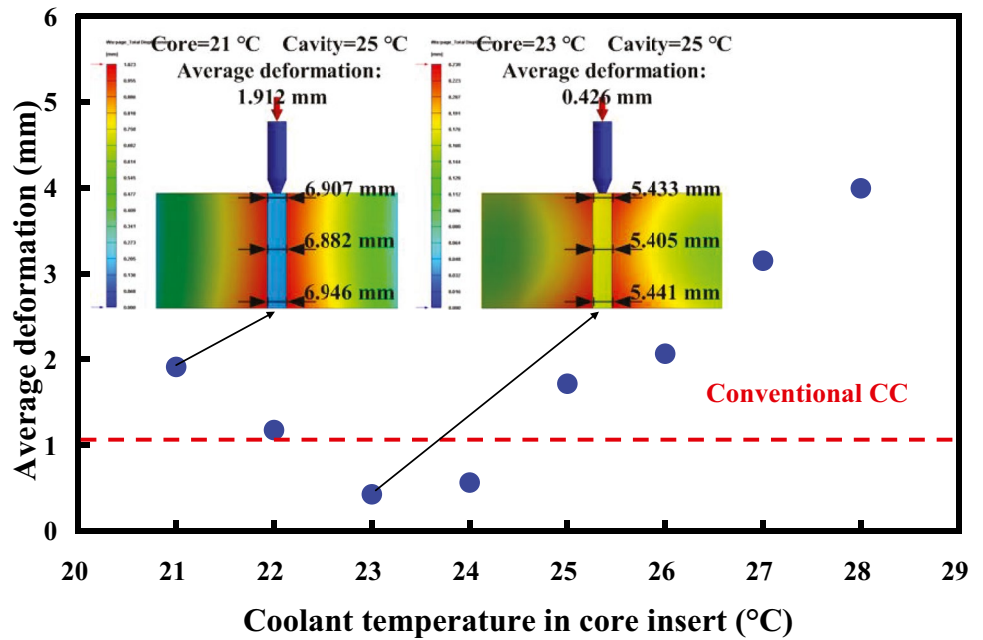 6
5
4
3
2
1
0
Average deformation (mm)
Core=21 °C Cavity=25 °C
Average deformation:
1.912 mm
6.907 mm
6.882 mm
6.946 mm
Core=23 °C Cavity=25 °C
Average deformation:
0.426 mm
5.433 mm
5.405 mm
5.441 mm
Conventional CC
20 21 22 23 24 25 26 27 28 29
Coolant temperature in core insert (°C)